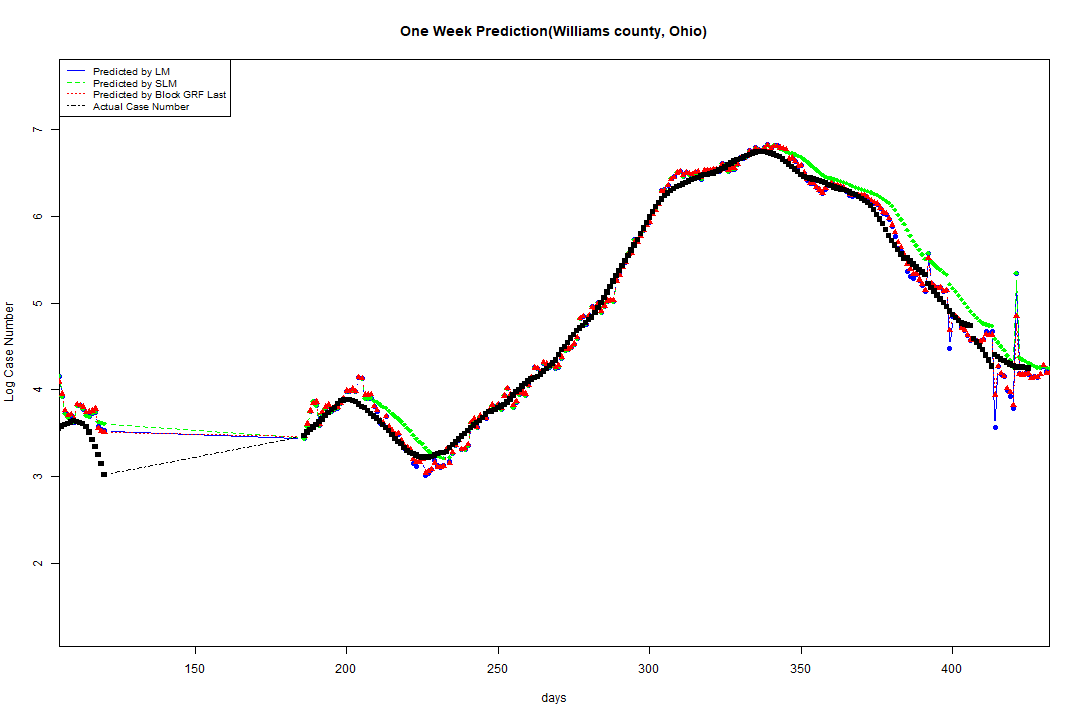 One Week Prediction(Williams county, Ohio)
Predicted by LM
Predicted by SLM
Predicted by Block GRF Last
Actual Case Number
7
6
5
4
3
2
Log Case Number
150 200 250 300 350 400
days